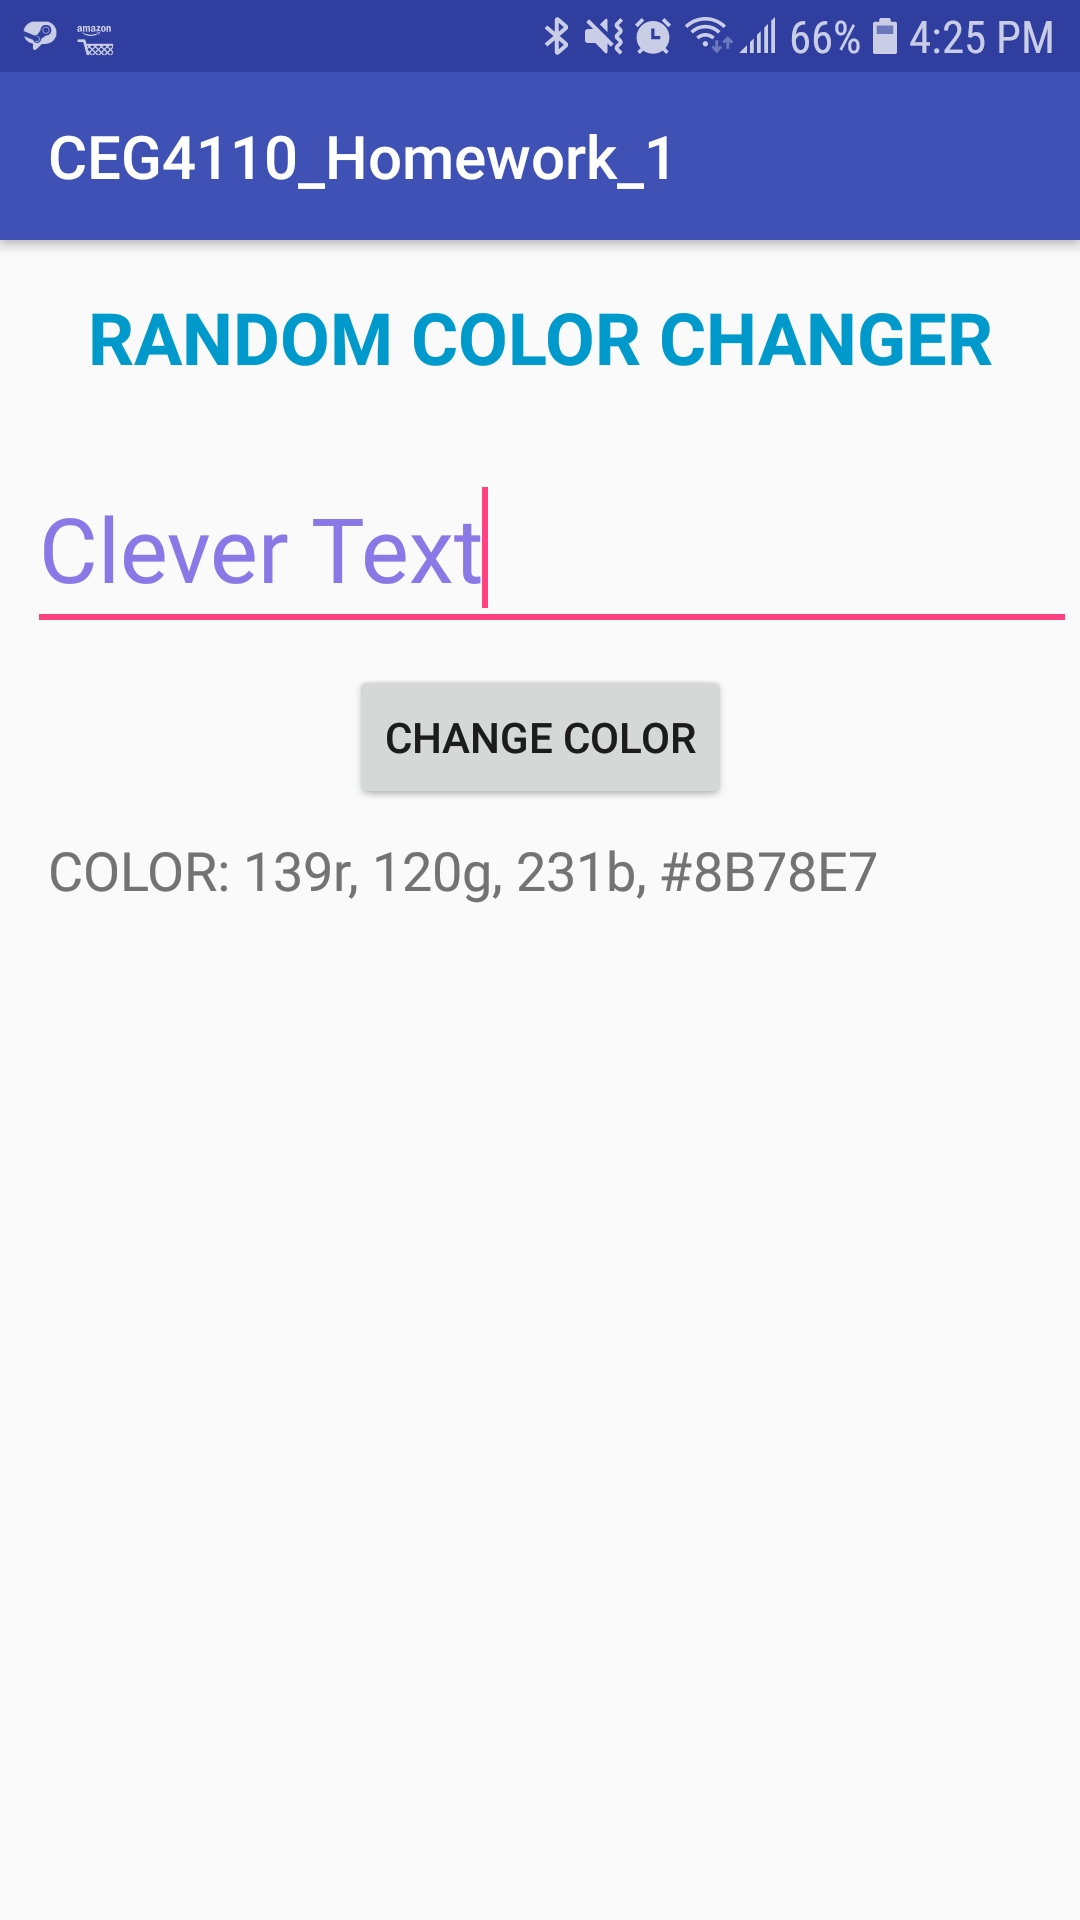 amazon
66% 4:25 PM
CEG4110_Homework_1
RANDOM COLOR CHANGER
Clever Text
CHANGE COLOR
COLOR: 139r, 120g, 231b, #8B78E7